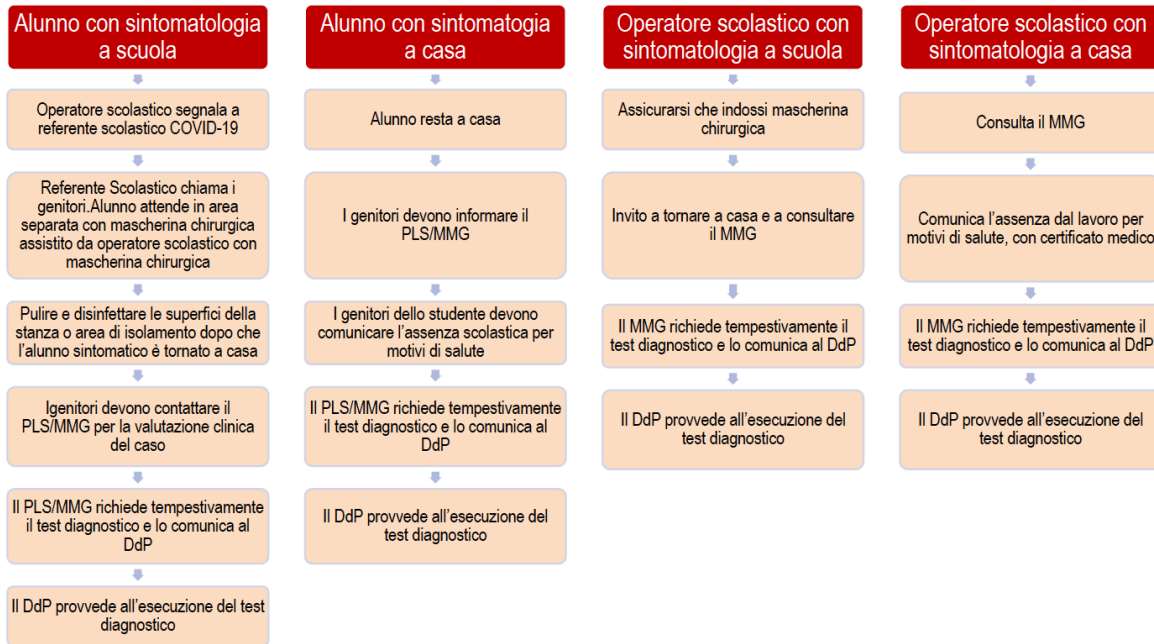 Alunno con sintomatologia
a scuola
Operatore scolastico segnala a
referente scolastico COVID-19
Referente Scolastico chiama i
genitori.Alunno attende in area
separata con mascherina chirurgica
assistito da operatore scolastico con
mascherina chirurgica
Pulire e disinfettare le superfici della
stanza o area di isolamento dopo che
l'alunno sintomatico è tornato a casa
Igenitori devono contattare il
PLS/MMG per la valutazione clinica
del caso
Il PLS/MMG richiede tempestivamente
il test diagnostico e lo comunica al
DdP
Il DdP provvede all'esecuzione del test
diagnostico
Alunno con sintomatogia
a casa
Alunno resta a casa
I genitori devono informare il
PLS/MMG
I genitori dello studente devono
comunicare l'assenza scolastica per
motivi di salute
Il PLS/MMG richiede tempestivamente
il test diagnostico e lo comunica al
DdP
Il DdP provvede all'esecuzione del
test diagnostico
Operatore scolastico con
sintomatologia a scuola
Assicurarsi che indossi mascherina
chirurgica
Invito a tornare a casa e a consultare
il MMG
Il MMG richiede tempestivamente il
test diagnostico e lo comunica al DdP
Il DdP provvede all'esecuzione del
test diagnostico
Operatore scolastico con
sintomatologia a casa
Consulta il MMG
Comunica l'assenza dal lavoro per
motivi di salute, con certificato medico
Il MMG richiede tempestivamente il
test diagnostico e lo comunica al DdP
Il DdP provvede all'esecuzione del
test diagnostico